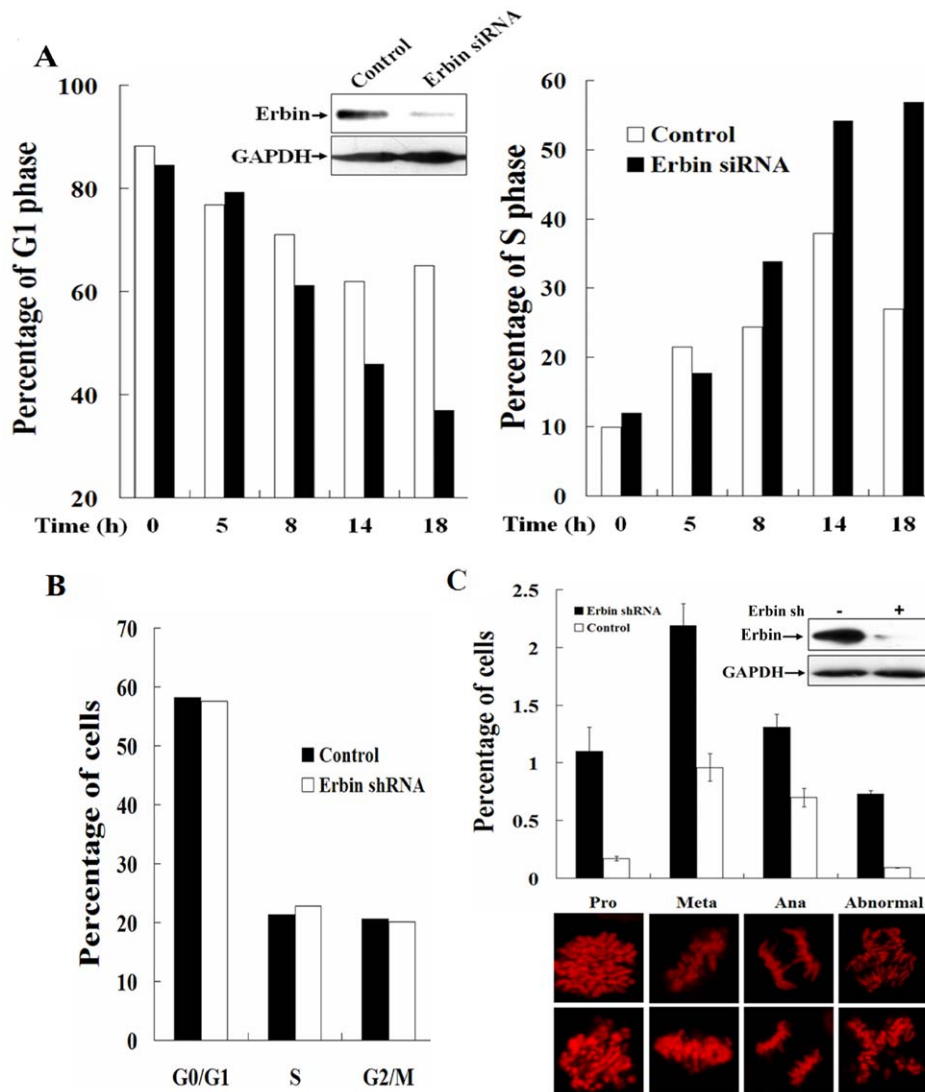 A
Percentage of G1 phase
100
80
60
40
20
Time (h) 0 5 8 14 18
Control
Erbin siRNA
Erbin
GAPDH
Percentage of S phase
60
50
40
30
20
10
0
Control
Erbin siRNA
Time (h) 0 5 8 14 18
B
Percentage of cells
70
60
50
40
30
20
10
0
Control
Erbin shRNA
G0/G1 S G2/M
C
Percentage of cells
2.5
2
1.5
1
0.5
0
Erbin shRNA
Control
Erbin sh - +
Erbin
GAPDH
Pro Meta Ana Abnormal